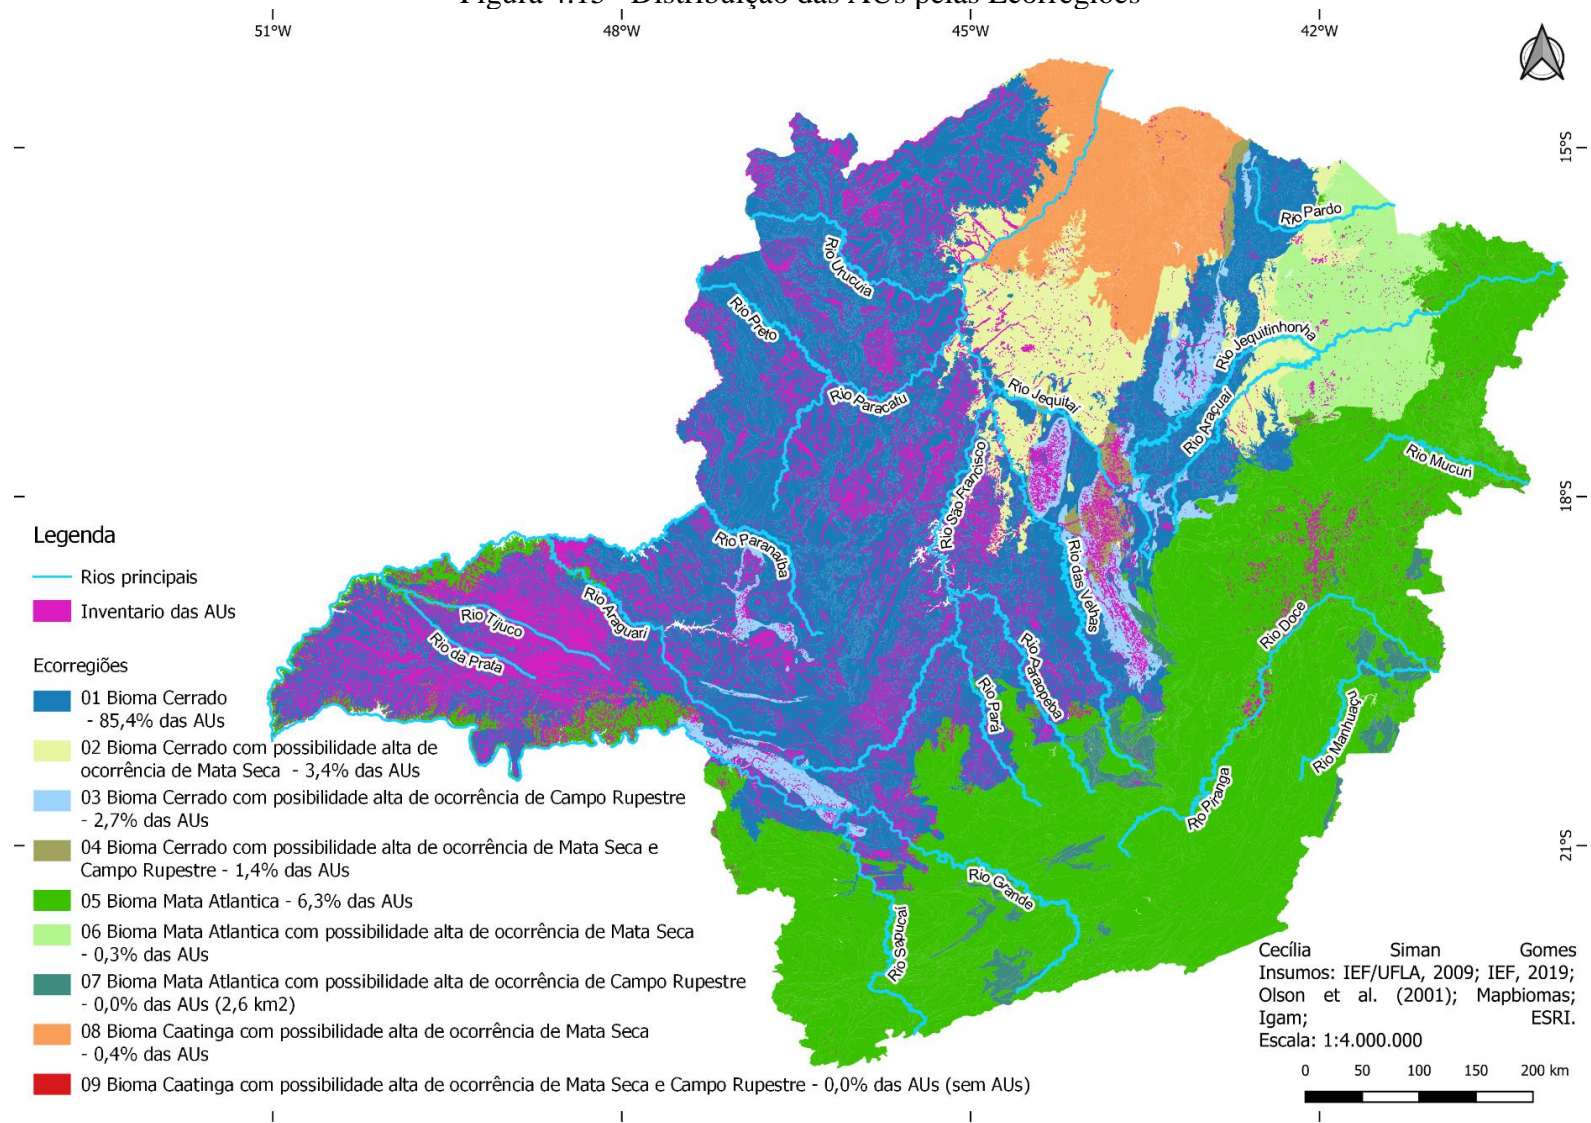 Figura 4.15 - Distribuição das AUs pelas Ecorregiões
51°W
48°W
45°W
42°W
15°S
18°S
21°S
Rio Pardo
Rio Urucuia
Rio Preto
Rio Paracatu
Rio Jequitaí
Rio Jequitinhonha
Rio Araçuaí
Rio Mucuri
Rio São Francisco
Rio das Velhas
Rio Paranaíba
Rio Araguari
Rio Tijuco
Rio da Prata
Rio Pará
Rio Paraopeba
Rio Doce
Rio Manhuaçu
Rio Piranga
Rio Grande
Rio Sapucaí
Legenda
Rios principais
Inventario das AUs
Ecorregiões
01 Bioma Cerrado
- 85,4% das AUs
02 Bioma Cerrado com possibilidade alta de
ocorrência de Mata Seca - 3,4% das AUs
03 Bioma Cerrado com posibilidade alta de ocorrência de Campo Rupestre
- 2,7% das AUs
04 Bioma Cerrado com possibilidade alta de ocorrência de Mata Seca e
Campo Rupestre - 1,4% das AUs
05 Bioma Mata Atlantica - 6,3% das AUs
06 Bioma Mata Atlantica com possibilidade alta de ocorrência de Mata Seca
- 0,3% das AUs
07 Bioma Mata Atlantica com possibilidade alta de ocorrência de Campo Rupestre
- 0,0% das AUs (2,6 km2)
08 Bioma Caatinga com possibilidade alta de ocorrência de Mata Seca
- 0,4% das AUs
09 Bioma Caatinga com possibilidade alta de ocorrência de Mata Seca e Campo Rupestre - 0,0% das AUs (sem AUs)
Cecília Siman Gomes
Insumos: IEF/UFLA, 2009; IEF, 2019;
Olson et al. (2001); Mapbiomas;
Igam; ESRI.
Escala: 1:4.000.000
0 50 100 150 200 km